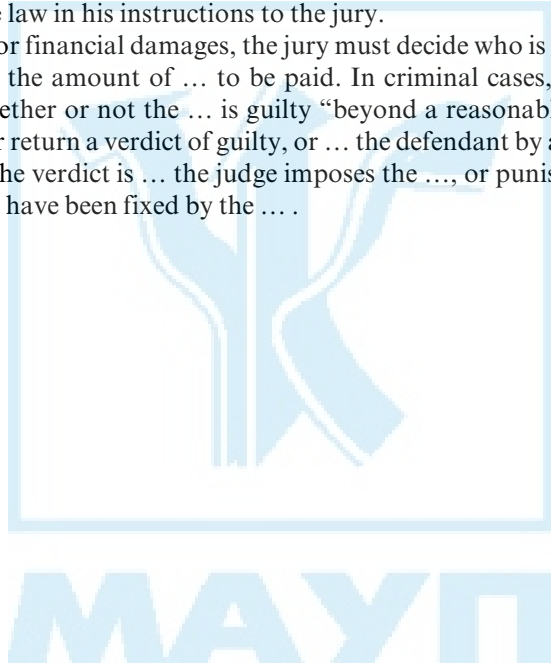 e law in his instructions to the jury.
or financial damages, the jury must decide who is
the amount of … to be paid. In criminal cases,
ether or not the … is guilty “beyond a reasonab
r return a verdict of guilty, or … the defendant by a
he verdict is … the judge imposes the …, or punis
have been fixed by the … .
МАУП